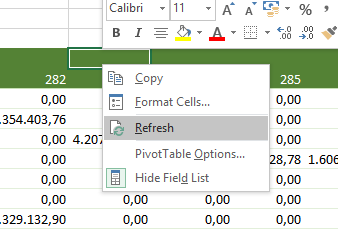 Calibri 11 A A % ,
B I A ,00 ,0
282 285
Copy
0,00 0,00
Format Cells...
.354.403,76 0,00
Refresh
0,00 4.207 0,00
PivotTable Options...
0,00 28,78 1.606
Hide Field List
0,00 0,00
.329.132,90 0,00 0,00 0,00
0,00 0,00 0,00 0,00